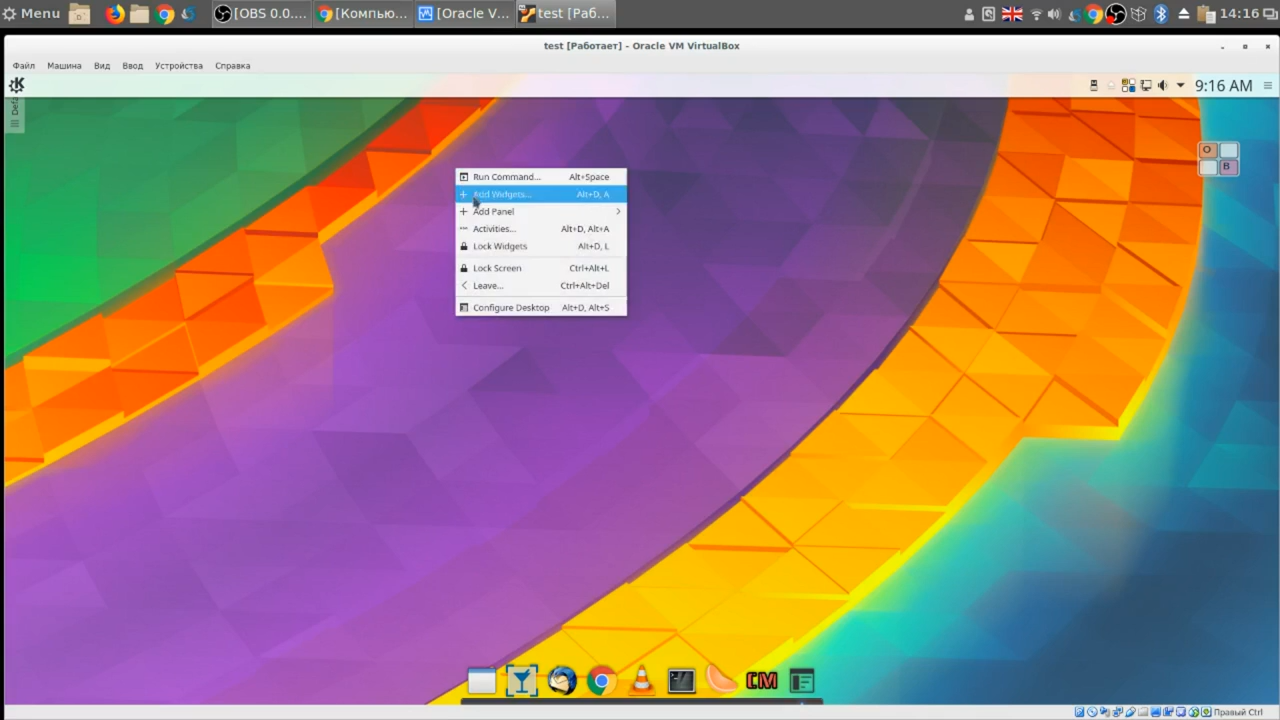 Menu [OBS 0.0.... [Компью... [Oracle V... test [Раб... 14:16
test [Работает] - Oracle VM VirtualBox
Файл Машина Вид Ввод Устройства Справка
9:16 AM
Defa
O
B
Run Command... Alt+Space
Add Widgets... Alt+D, A
Add Panel
Activities... Alt+D, Alt+A
Lock Widgets Alt+D, L
Lock Screen Ctrl+Alt+L
Leave... Ctrl+Alt+Del
Configure Desktop Alt+D, Alt+S
CM
Правый Ctrl